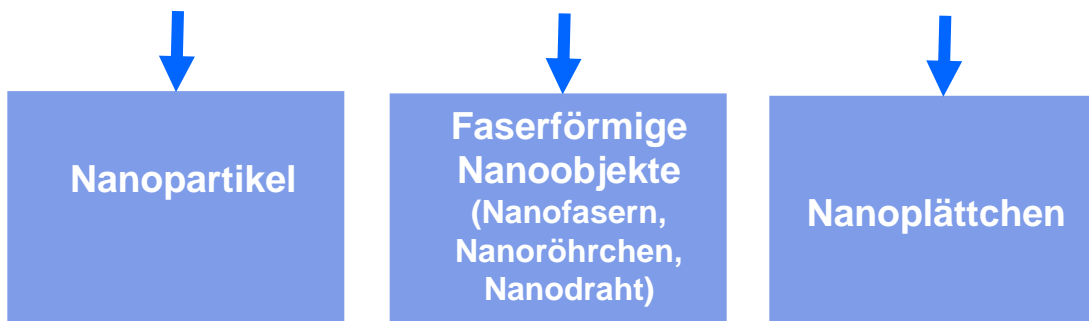 Nanopartikel
Faserförmige
Nanoobjekte
(Nanofasern,
Nanoröhrchen,
Nanodraht)
Nanoplättchen